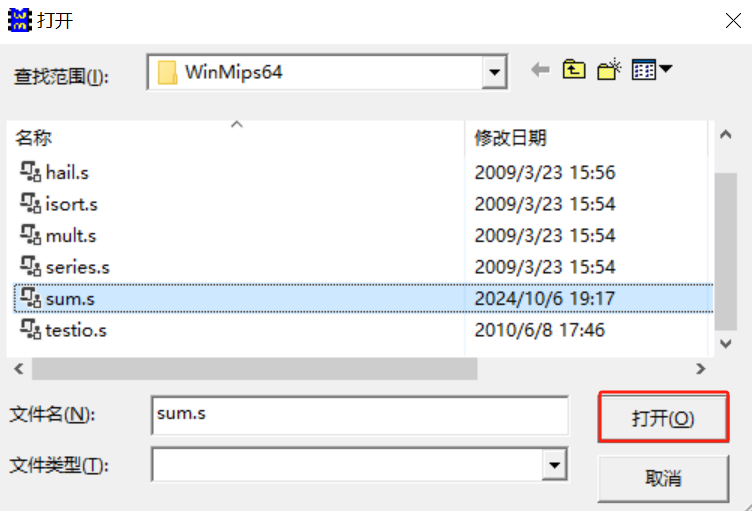 打开
查找范围(I):
WinMips64
名称 修改日期
hail.s 2009/3/23 15:56
isort.s 2009/3/23 15:54
mult.s 2009/3/23 15:54
series.s 2009/3/23 15:54
sum.s 2024/10/6 19:17
testio.s 2010/6/8 17:46
文件名(N): sum.s 打开(O)
文件类型(T): 取消